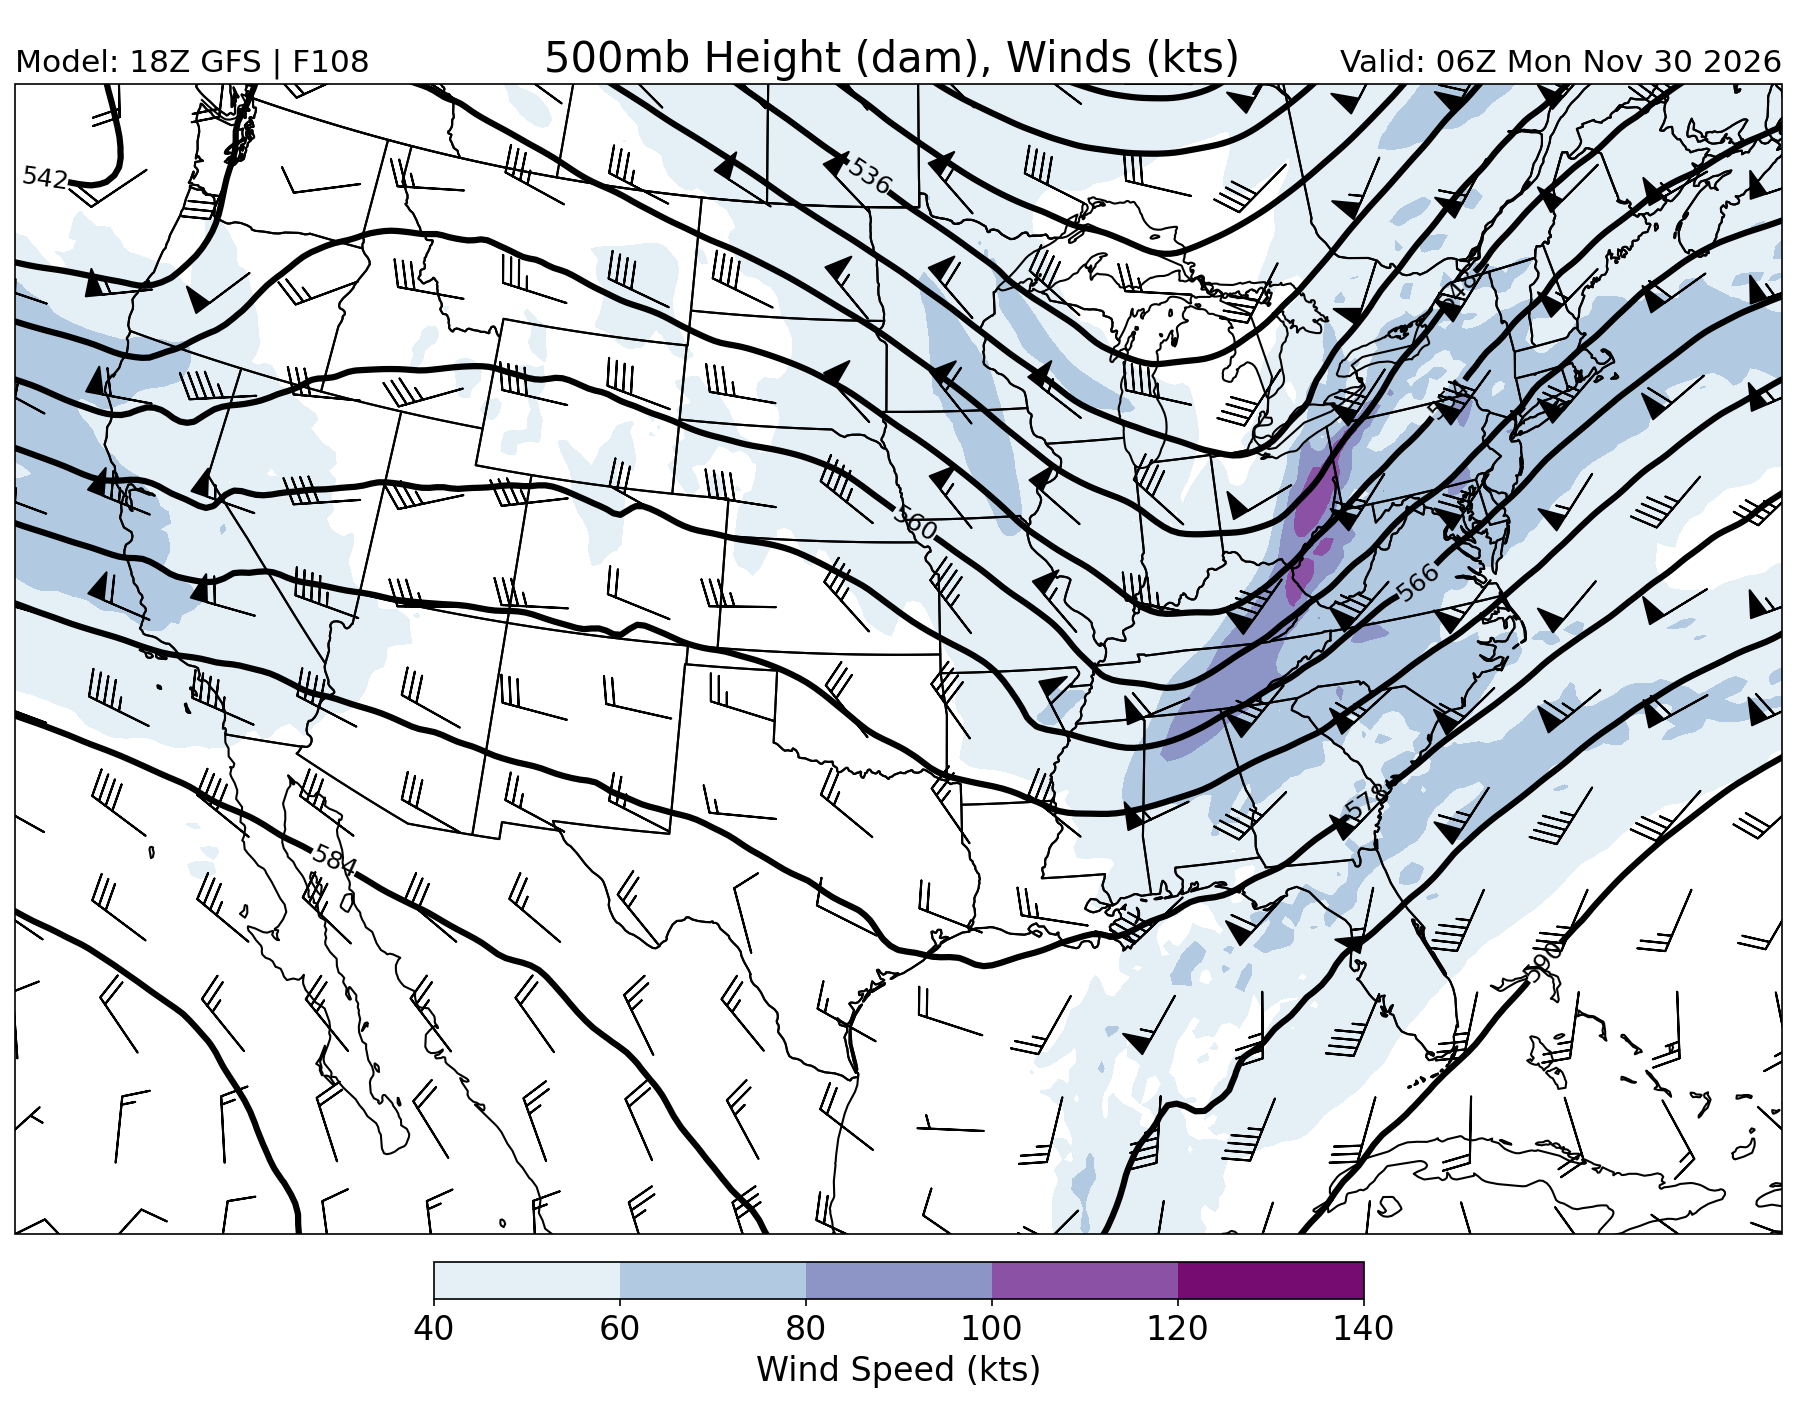 Model: 18Z GFS | F108
500mb Height (dam), Winds (kts)
Valid: 06Z Mon Nov 30 2026
542
536
548
560
566
578
584
590
40 60 80 100 120 140
Wind Speed (kts)